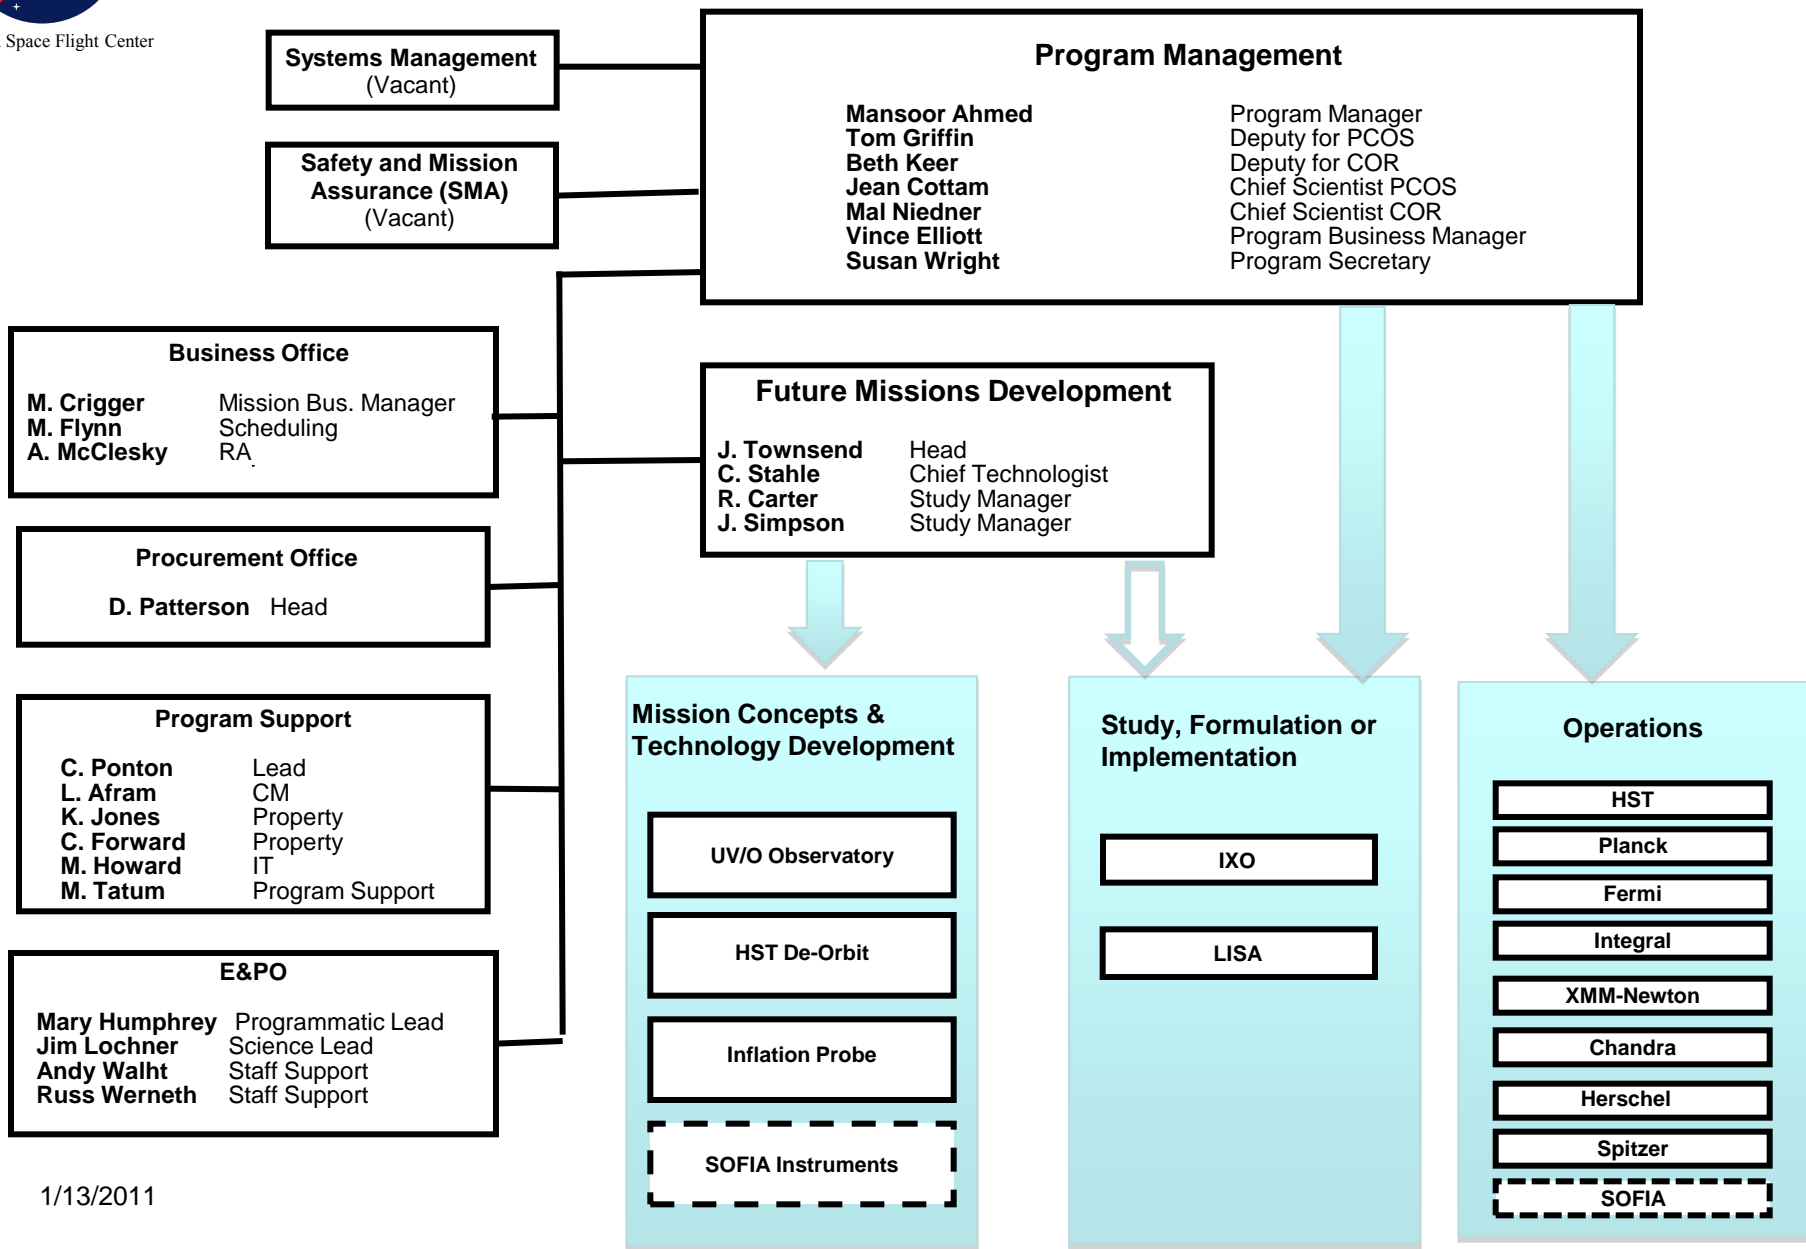 Space Flight Center
Systems Management
(Vacant)
Safety and Mission
Assurance (SMA)
(Vacant)
Program Management
Mansoor Ahmed Program Manager
Tom Griffin Deputy for PCOS
Beth Keer Deputy for COR
Jean Cottam Chief Scientist PCOS
Mal Niedner Chief Scientist COR
Vince Elliott Program Business Manager
Susan Wright Program Secretary
Business Office
M. Crigger Mission Bus. Manager
M. Flynn Scheduling
A. McClesky RA
Future Missions Development
J. Townsend Head
C. Stahle Chief Technologist
R. Carter Study Manager
J. Simpson Study Manager
Procurement Office
D. Patterson Head
Program Support
C. Ponton Lead
L. Afram CM
K. Jones Property
C. Forward Property
M. Howard IT
M. Tatum Program Support
E&PO
Mary Humphrey Programmatic Lead
Jim Lochner Science Lead
Andy Walht Staff Support
Russ Werneth Staff Support
Mission Concepts &
Technology Development
UV/O Observatory
HST De-Orbit
Inflation Probe
SOFIA Instruments
Study, Formulation or
Implementation
IXO
LISA
Operations
HST
Planck
Fermi
Integral
XMM-Newton
Chandra
Herschel
Spitzer
SOFIA
1/13/2011